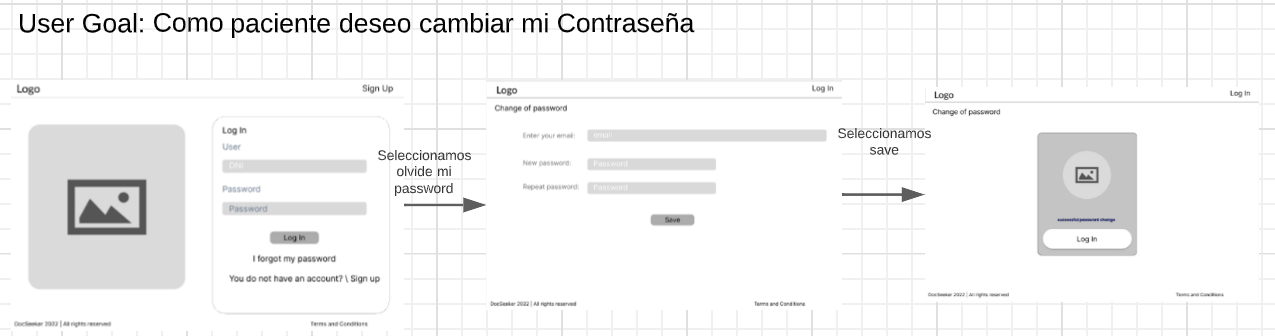 User Goal: Como paciente deseo cambiar mi Contraseña
Logo
Sign Up
Log In
User
DNI
Password
Password
Log In
I forgot my password
You do not have an account? \ Sign up
DocSeeker 2022 | All rights reserved
Terms and Conditions
Seleccionamos
olvide mi
password
Logo
Log In
Change of password
Enter your email:
email
New password:
Password
Repeat password:
Password
Save
DocSeeker 2022 | All rights reserved
Terms and Conditions
Seleccionamos
save
Logo
Log In
Change of password
successful password change
Log In
DocSeeker 2022 | All rights reserved
Terms and Conditions